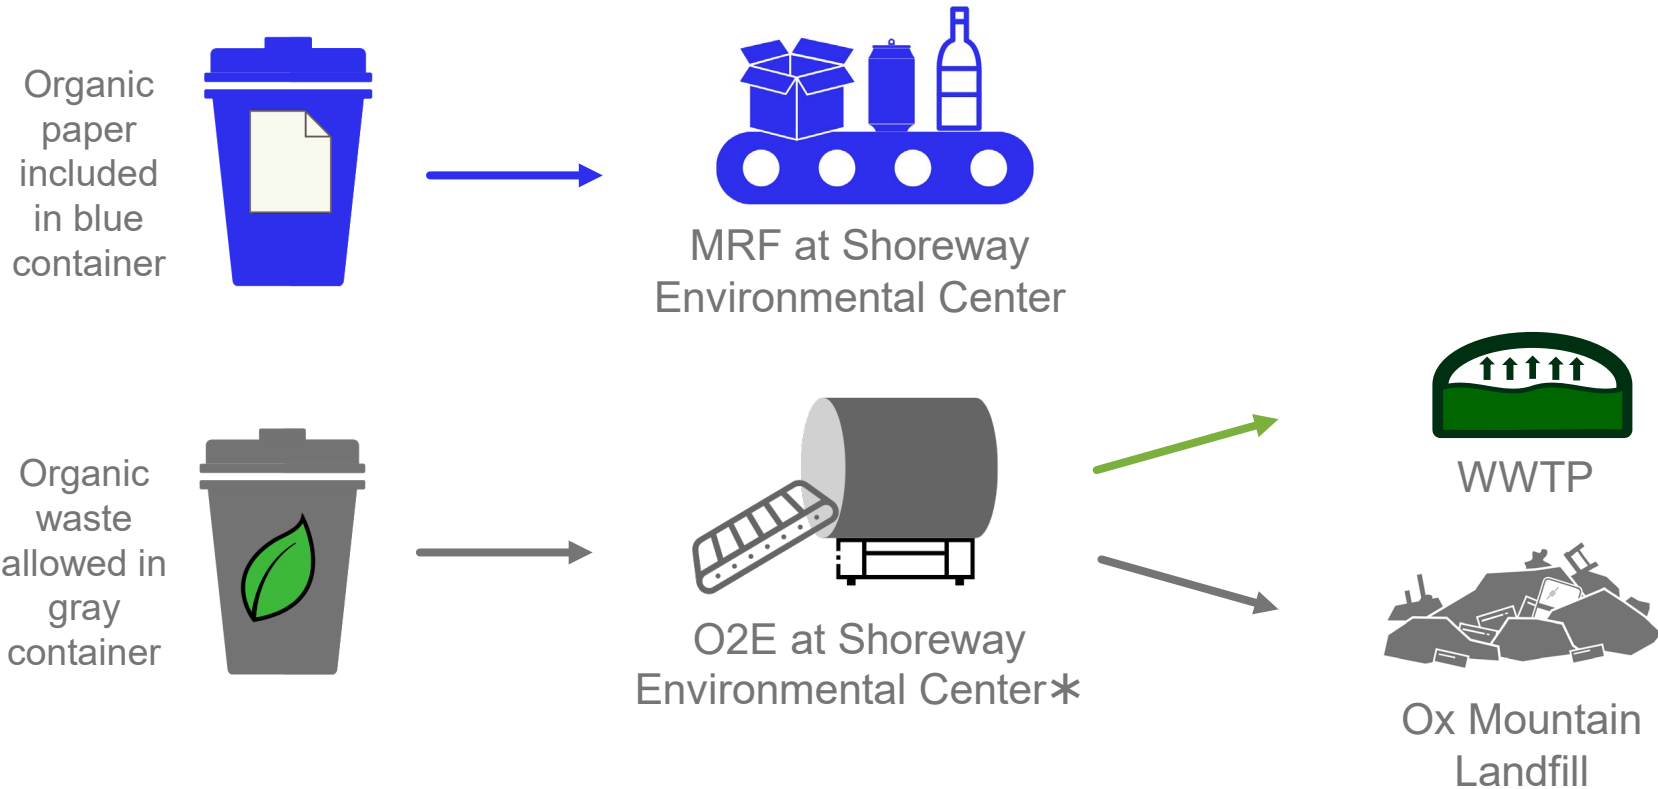 Organic
paper
included
in blue
container
MRF at Shoreway
Environmental Center
Organic
waste
allowed in
gray
container
O2E at Shoreway
Environmental Center*
WWTP
Ox Mountain
Landfill